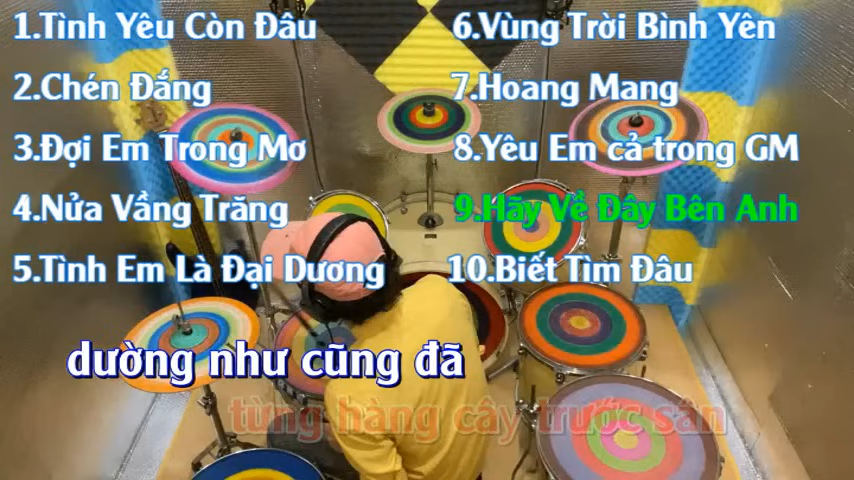 1.Tình Yêu Còn Đâu
2.Chén Đắng
3.Đợi Em Trong Mơ
4.Nửa Vầng Trăng
5.Tình Em Là Đại Dương
6.Vùng Trời Bình Yên
7.Hoang Mang
8.Yêu Em cả trong GM
9.Hãy Về Đây Bên Anh
10.Biết Tìm Đâu
dường như cũng đã
từng hàng cây trước sân